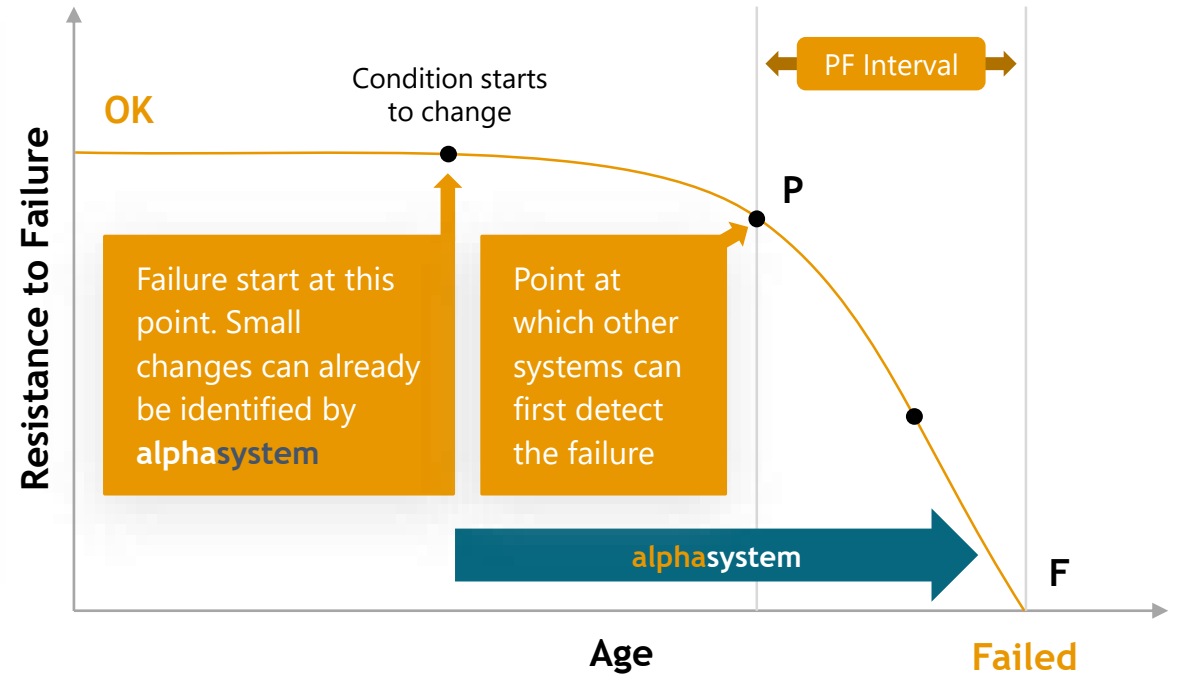 PF Interval
Condition starts
to change
OK
P
Resistance to Failure
Failure start at this
point. Small
changes can already
be identified by
alphasystem
Point at
which other
systems can
first detect
the failure
alphasystem
F
Age
Failed